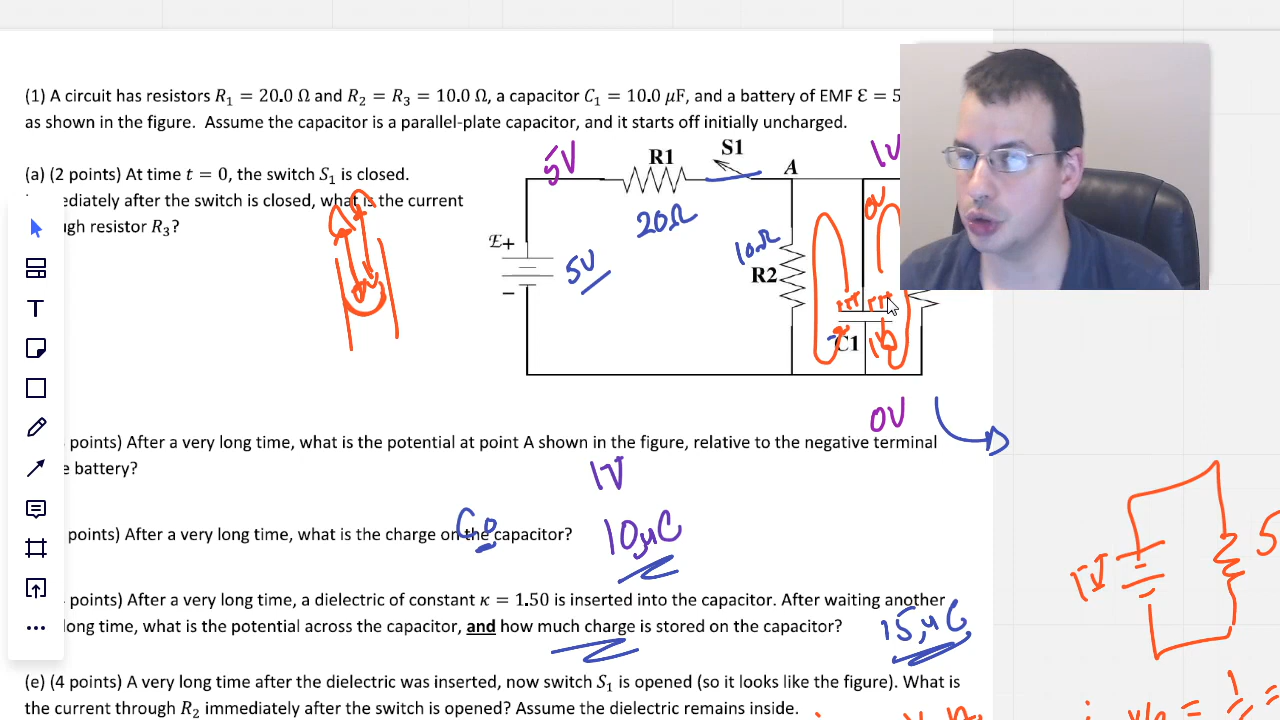 (1) A circuit has resistors R₁ = 20.0 Ω and R₂ = R₃ = 10.0 Ω, a capacitor C₁ = 10.0 μF, and a battery of EMF Ɛ = 5
as shown in the figure. Assume the capacitor is a parallel-plate capacitor, and it starts off initially uncharged.
(a) (2 points) At time t = 0, the switch S₁ is closed.
ediately after the switch is closed, what is the current
gh resistor R₃?
5V
R1
S1
A
1V
20Ω
0V
Ɛ+
5V
−
10Ω
R2
C1
1V
0V
points) After a very long time, what is the potential at point A shown in the figure, relative to the negative terminal
e battery?
1V
points) After a very long time, what is the charge on the capacitor?
10μC
points) After a very long time, a dielectric of constant κ = 1.50 is inserted into the capacitor. After waiting another
long time, what is the potential across the capacitor, and how much charge is stored on the capacitor?
15μC
1V
5
(e) (4 points) A very long time after the dielectric was inserted, now switch S₁ is opened (so it looks like the figure). What is
the current through R₂ immediately after the switch is opened? Assume the dielectric remains inside.
T